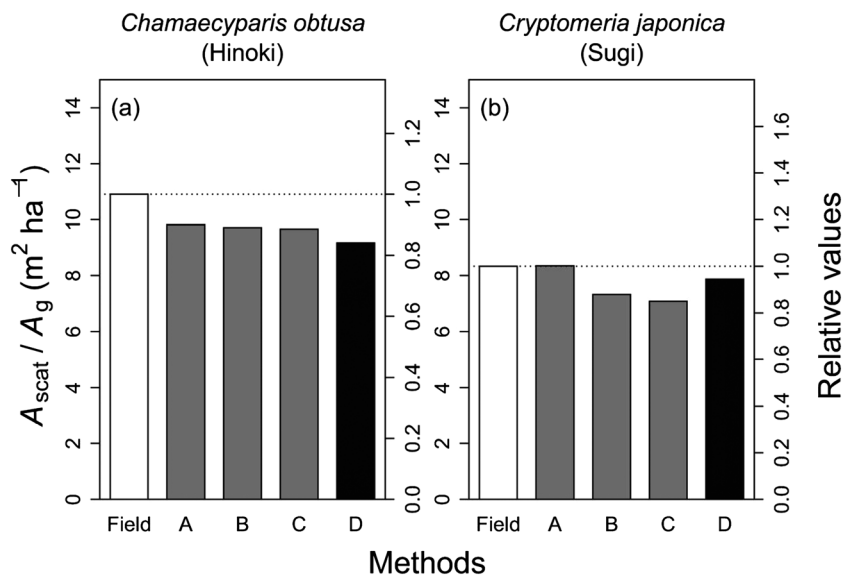 Chamaecyparis obtusa
(Hinoki)
Cryptomeria japonica
(Sugi)
(a)
(b)
A scat / A g (m² ha⁻¹)
14
12
10
8
6
4
2
0
1.2
1.0
0.8
0.6
0.4
0.2
0.0
Field A B C D
14
12
10
8
6
4
2
0
1.6
1.4
1.2
1.0
0.8
0.6
0.4
0.2
0.0
Field A B C D
Relative values
Methods